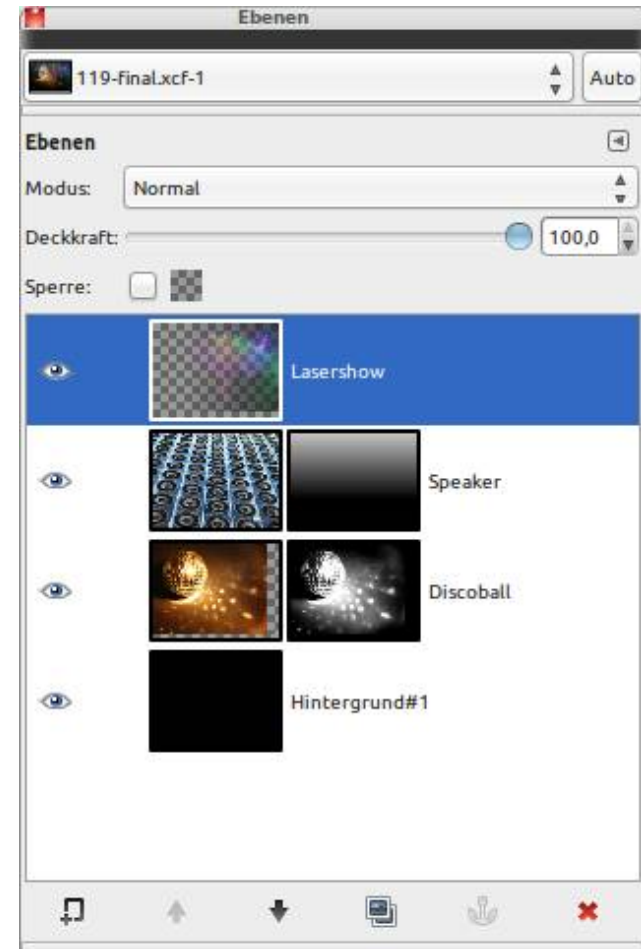 Ebenen
119-final.xcf-1
Auto
Ebenen
Modus: Normal
Deckkraft: 100,0
Sperre:
Lasershow
Speaker
Discoball
Hintergrund#1